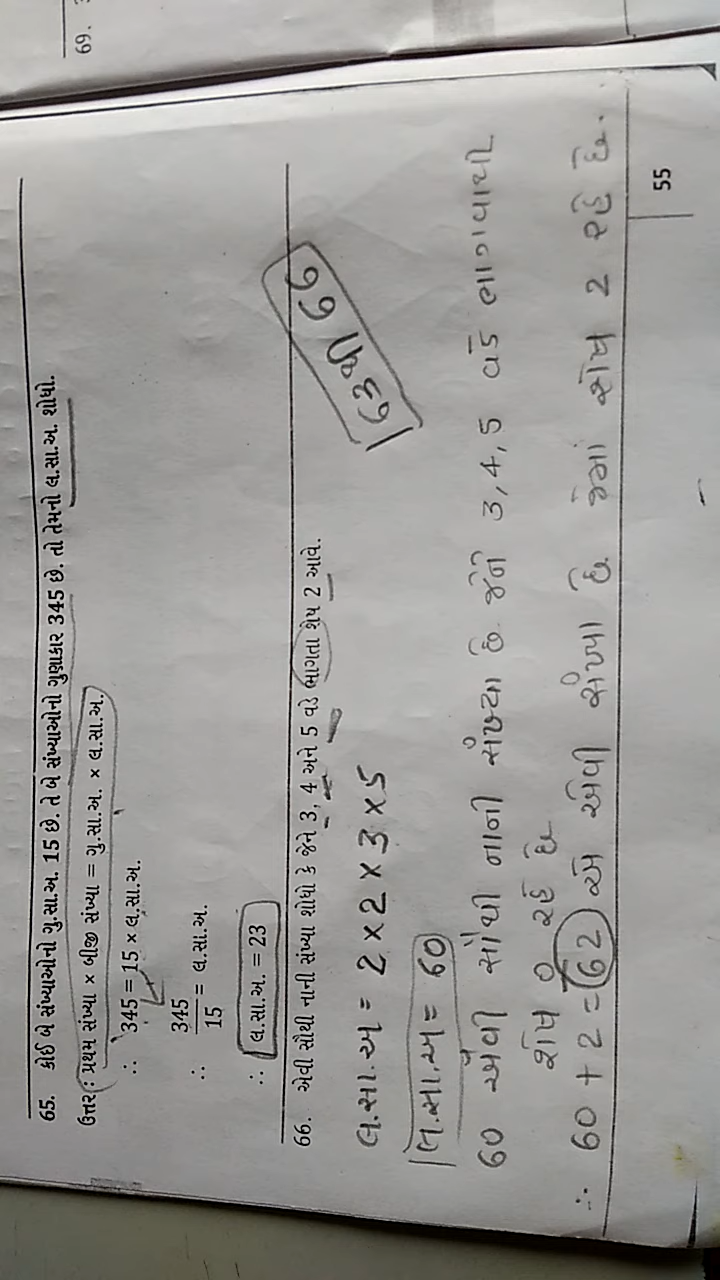 69.
65. કોઈ બે સંખ્યાઓનો ગુ.સા.અ. 15 છે. તે બે સંખ્યાઓનો ગુણાકાર 345 છે. તો તેમનો લ.સા.અ. શોધો.
ઉત્તર : પ્રથમ સંખ્યા × બીજી સંખ્યા = ગુ.સા.અ. × લ.સા.અ.
∴ 345 = 15 × લ.સા.અ.
∴ 345/15 = લ.સા.અ.
∴ લ.સા.અ. = 23
66. એવી સૌથી નાની સંખ્યા શોધો કે જેને 3, 4 અને 5 વડે ભાગતા શેષ 2 આવે.
63 થી 66
લ.સા.અ = 2 × 2 × 3 × 5
લ.સા.અ = 60
60 એવી સૌથી નાની સંખ્યા છે જેને 3, 4, 5 વડે ભાગવાથી
શેષ 0 રહે છે
∴ 60 + 2 = 62 એ એવી સંખ્યા છે જેમાં શેષ 2 રહે છે.
55